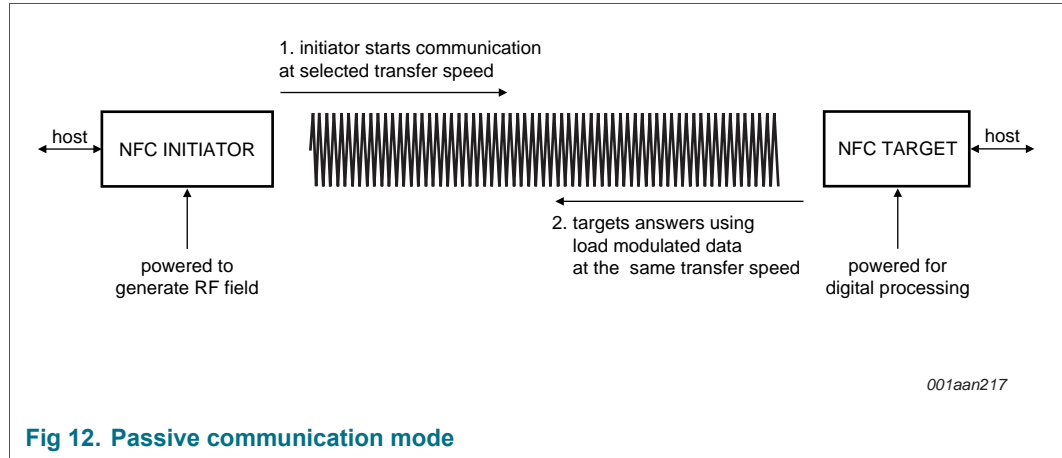 1. initiator starts communication
at selected transfer speed
host
NFC INITIATOR
NFC TARGET
host
2. targets answers using
load modulated data
at the same transfer speed
powered to
generate RF field
powered for
digital processing
001aan217
Fig 12. Passive communication mode